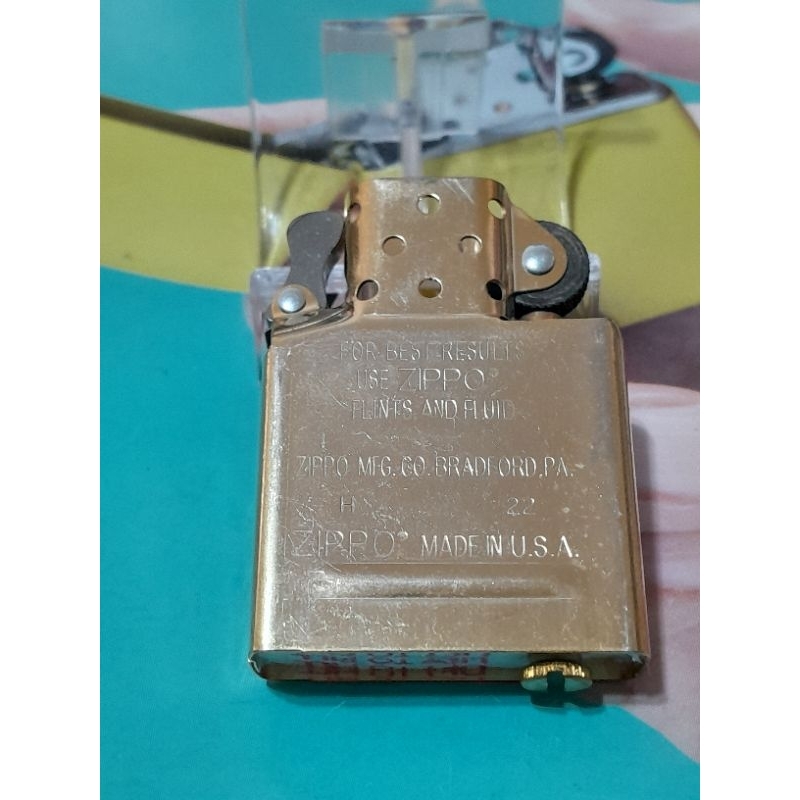 FOR BEST RESULTS
USE ZIPPO®
FLINTS AND FLUID
ZIPPO MFG. CO. BRADFORD, PA.
H 22
ZIPPO® MADE IN U.S.A.